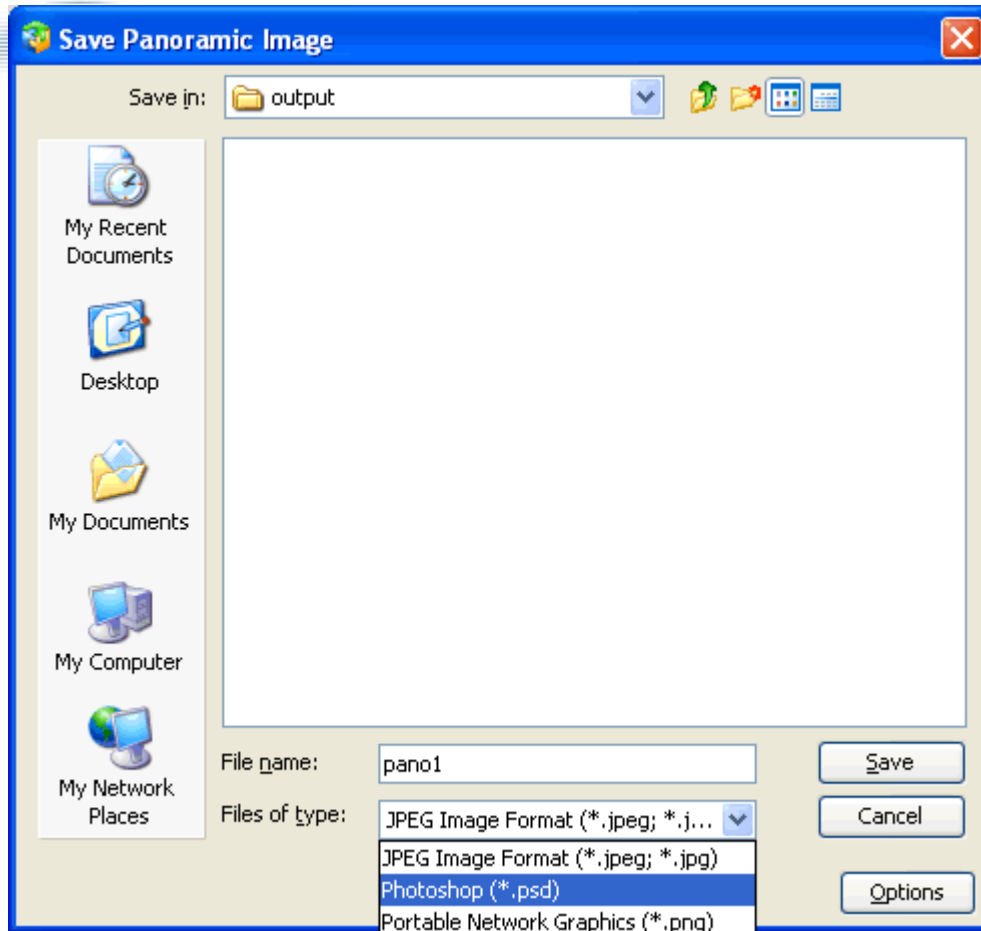 Save Panoramic Image
Save in:
output
My Recent
Documents
Desktop
My Documents
My Computer
My Network
Places
File name:
pano1
Save
Files of type:
JPEG Image Format (*.jpeg; *.j...
Cancel
JPEG Image Format (*.jpeg; *.jpg)
Photoshop (*.psd)
Portable Network Graphics (*.png)
Options